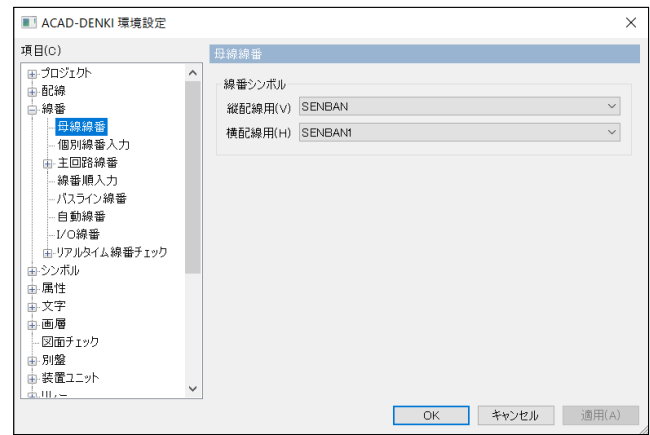 ACAD-DENKI 環境設定
項目(C)
プロジェクト
配線
線番
母線線番
個別線番入力
主回路線番
線番順入力
バスライン線番
自動線番
I/O線番
リアルタイム線番チェック
シンボル
属性
文字
画層
図面チェック
別盤
装置ユニット
リレー
母線線番
線番シンボル
縦配線用(V) SENBAN
横配線用(H) SENBAN1
OK キャンセル 適用(A)